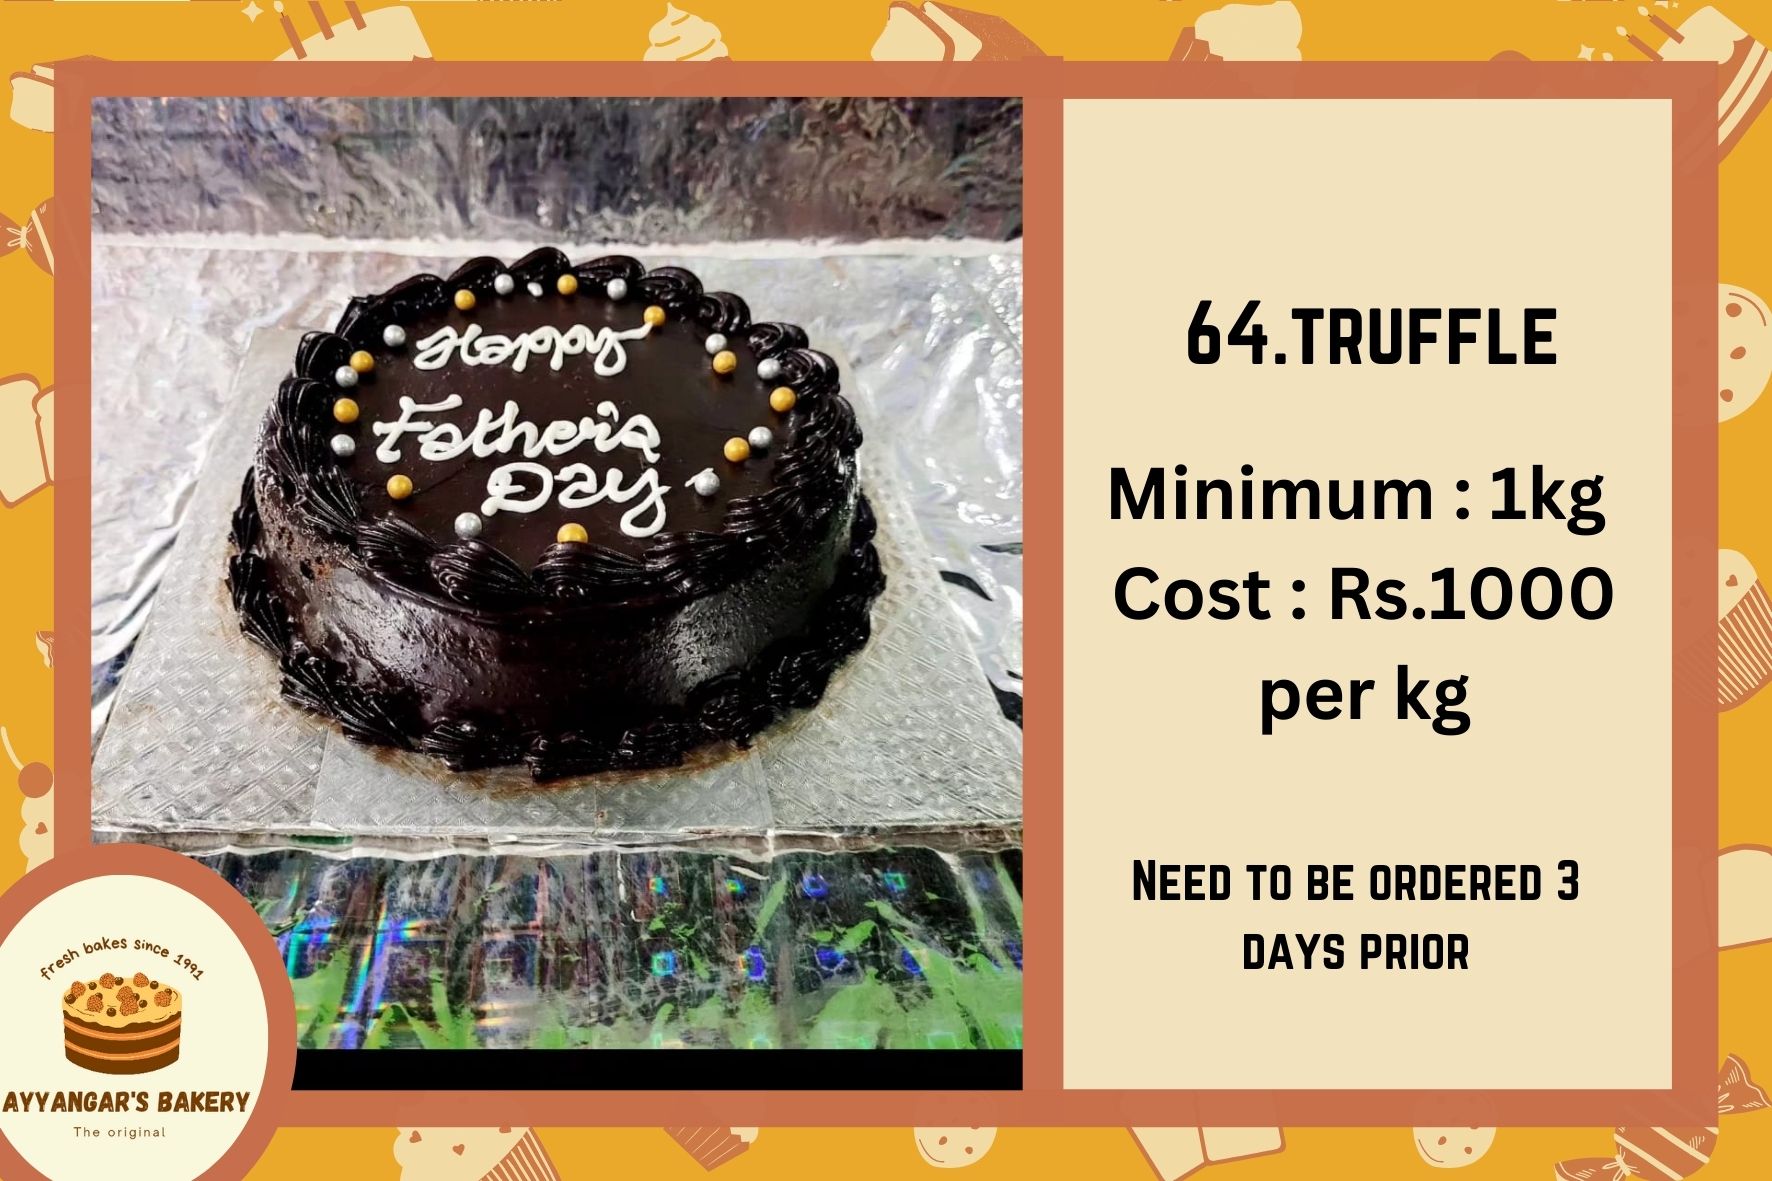 Happy
Father's
Day
64.TRUFFLE
Minimum : 1kg
Cost : Rs.1000
per kg
NEED TO BE ORDERED 3
DAYS PRIOR
fresh bakes since 1991
AYYANGAR'S BAKERY
The original